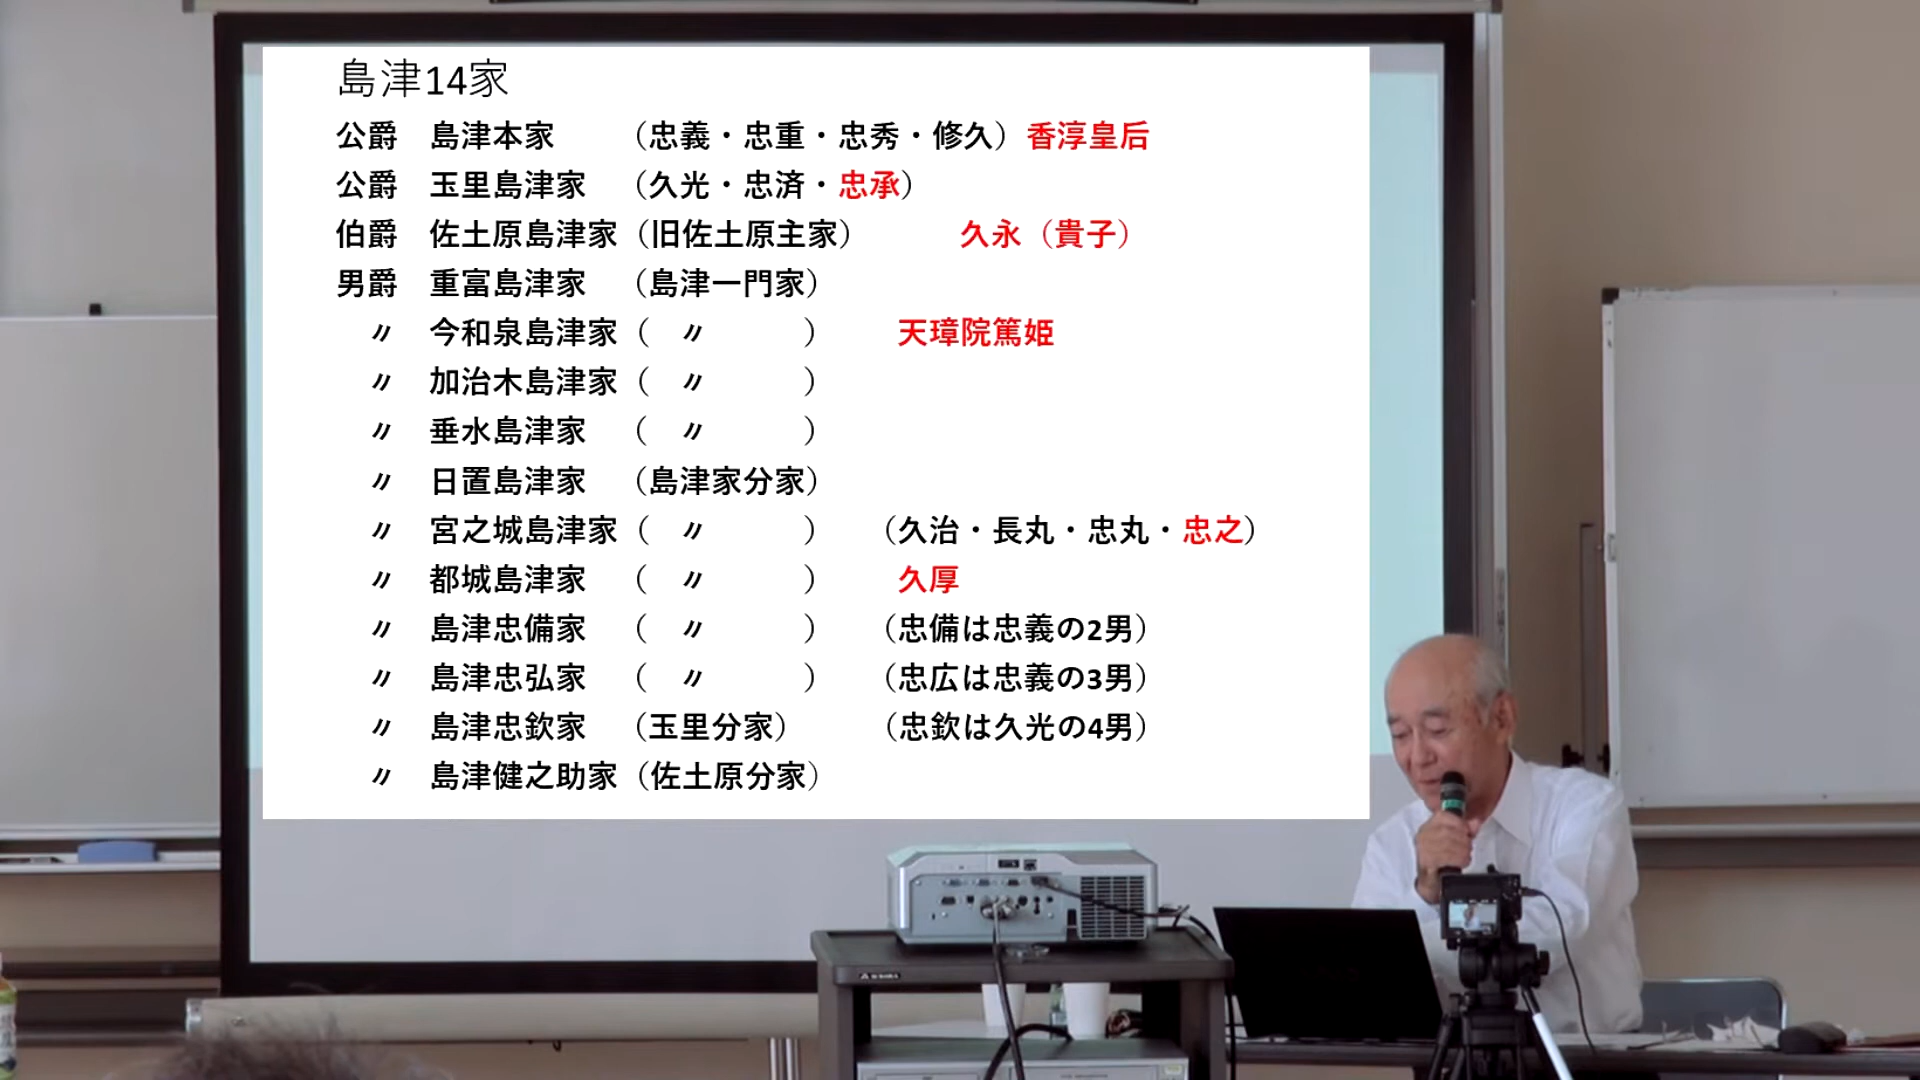 島津14家
公爵　島津本家　　（忠義・忠重・忠秀・修久）香淳皇后
公爵　玉里島津家　（久光・忠済・忠承）
伯爵　佐土原島津家（旧佐土原主家）　　　久永（貴子）
男爵　重富島津家　（島津一門家）
〃　今和泉島津家（　〃　　　）　　天璋院篤姫
〃　加治木島津家（　〃　　　）
〃　垂水島津家　（　〃　　　）
〃　日置島津家　（島津家分家）
〃　宮之城島津家（　〃　　　）　　（久治・長丸・忠丸・忠之）
〃　都城島津家　（　〃　　　）　　久厚
〃　島津忠備家　（　〃　　　）　　（忠備は忠義の2男）
〃　島津忠弘家　（　〃　　　）　　（忠広は忠義の3男）
〃　島津忠欽家　（玉里分家）　　　（忠欽は久光の4男）
〃　島津健之助家（佐土原分家）